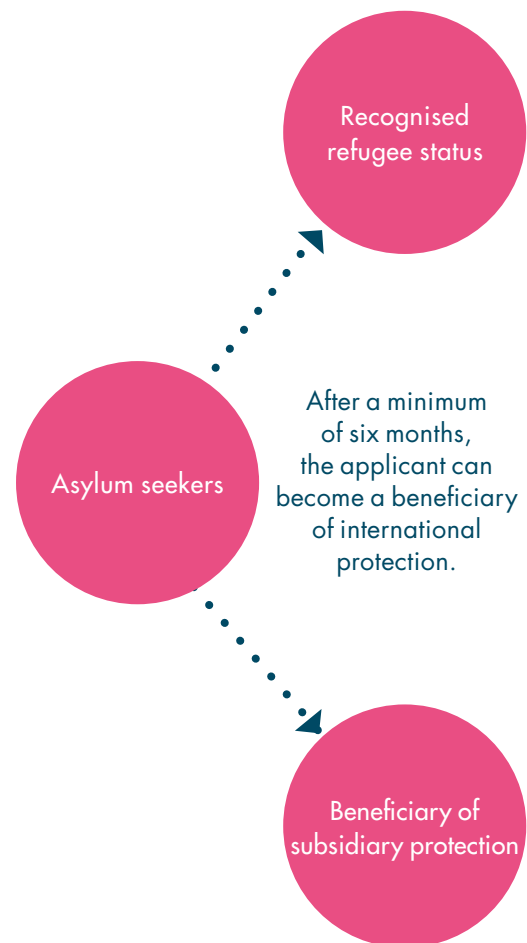 Recognised
refugee status
Asylum seekers
After a minimum
of six months,
the applicant can
become a beneficiary
of international
protection.
Beneficiary of
subsidiary protection